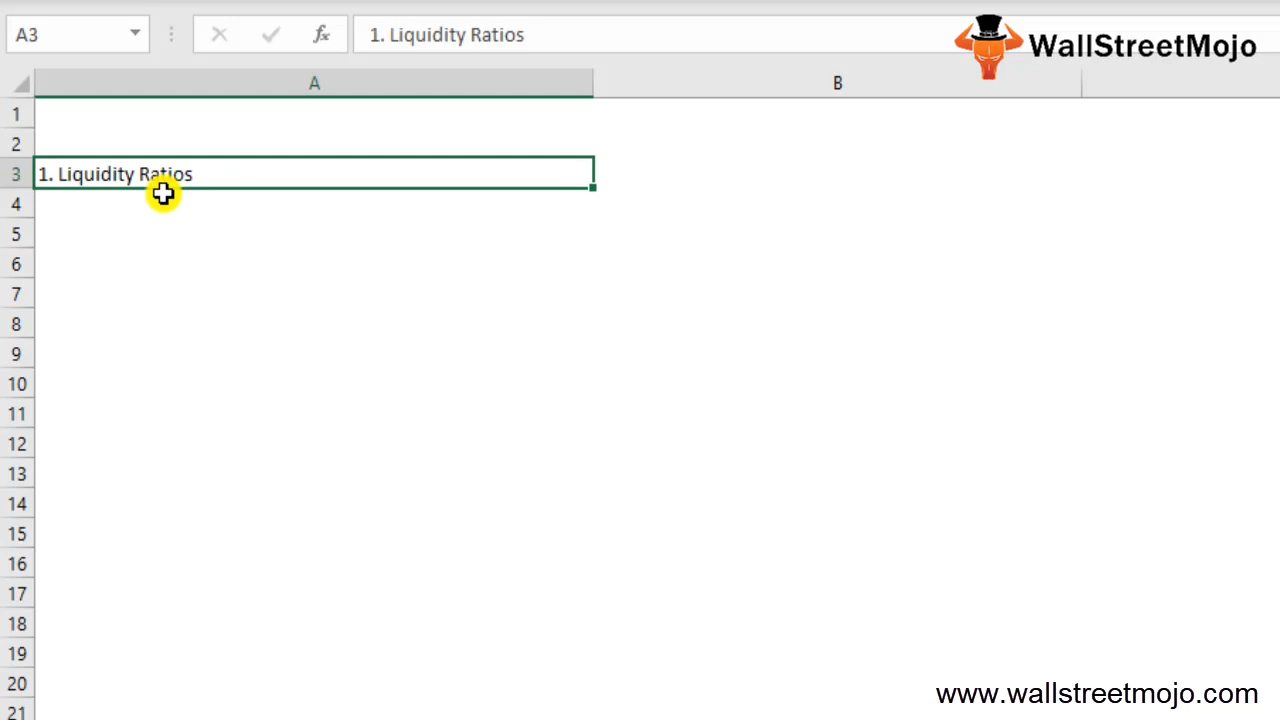 A3
fx
1. Liquidity Ratios
WallStreetMojo
A
B
1
2
3
1. Liquidity Ratios
4
5
6
7
8
9
10
11
12
13
14
15
16
17
18
19
20
21
www.wallstreetmojo.com